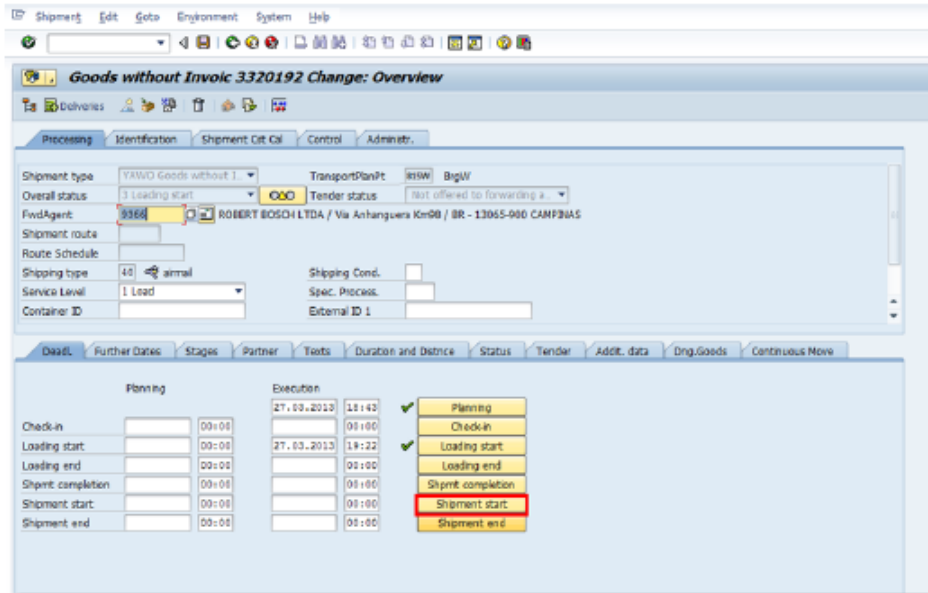 Shipment Edit Goto Environment System Help
Goods without Invoic 3320192 Change: Overview
Deliveries
Processing Identification Shipment Cst Cal Control Administr.
Shipment type YAWO Goods without I.. TransportPlanPt BrgW
Overall status 3 Loading start Tender status Not offered to forwarding a..
FwdAgent 9366 ROBERT BOSCH LTDA / Via Anhanguera Km98 / BR - 13065-900 CAMPINAS
Shipment route
Route Schedule
Shipping type 40 airmail Shipping Cond.
Service Level 1 Load Spec. Process.
Container ID External ID 1
Deadl. Further Dates Stages Partner Texts Duration and Distnce Status Tender Addit. data Dng.Goods Continuous Move
Planning Execution
27.03.2013 18:43 Planning
Check-in 00:00 00:00 Check-in
Loading start 00:00 27.03.2013 19:22 Loading start
Loading end 00:00 00:00 Loading end
Shpmt completion 00:00 00:00 Shpmt completion
Shipment start 00:00 00:00 Shipment start
Shipment end 00:00 00:00 Shipment end